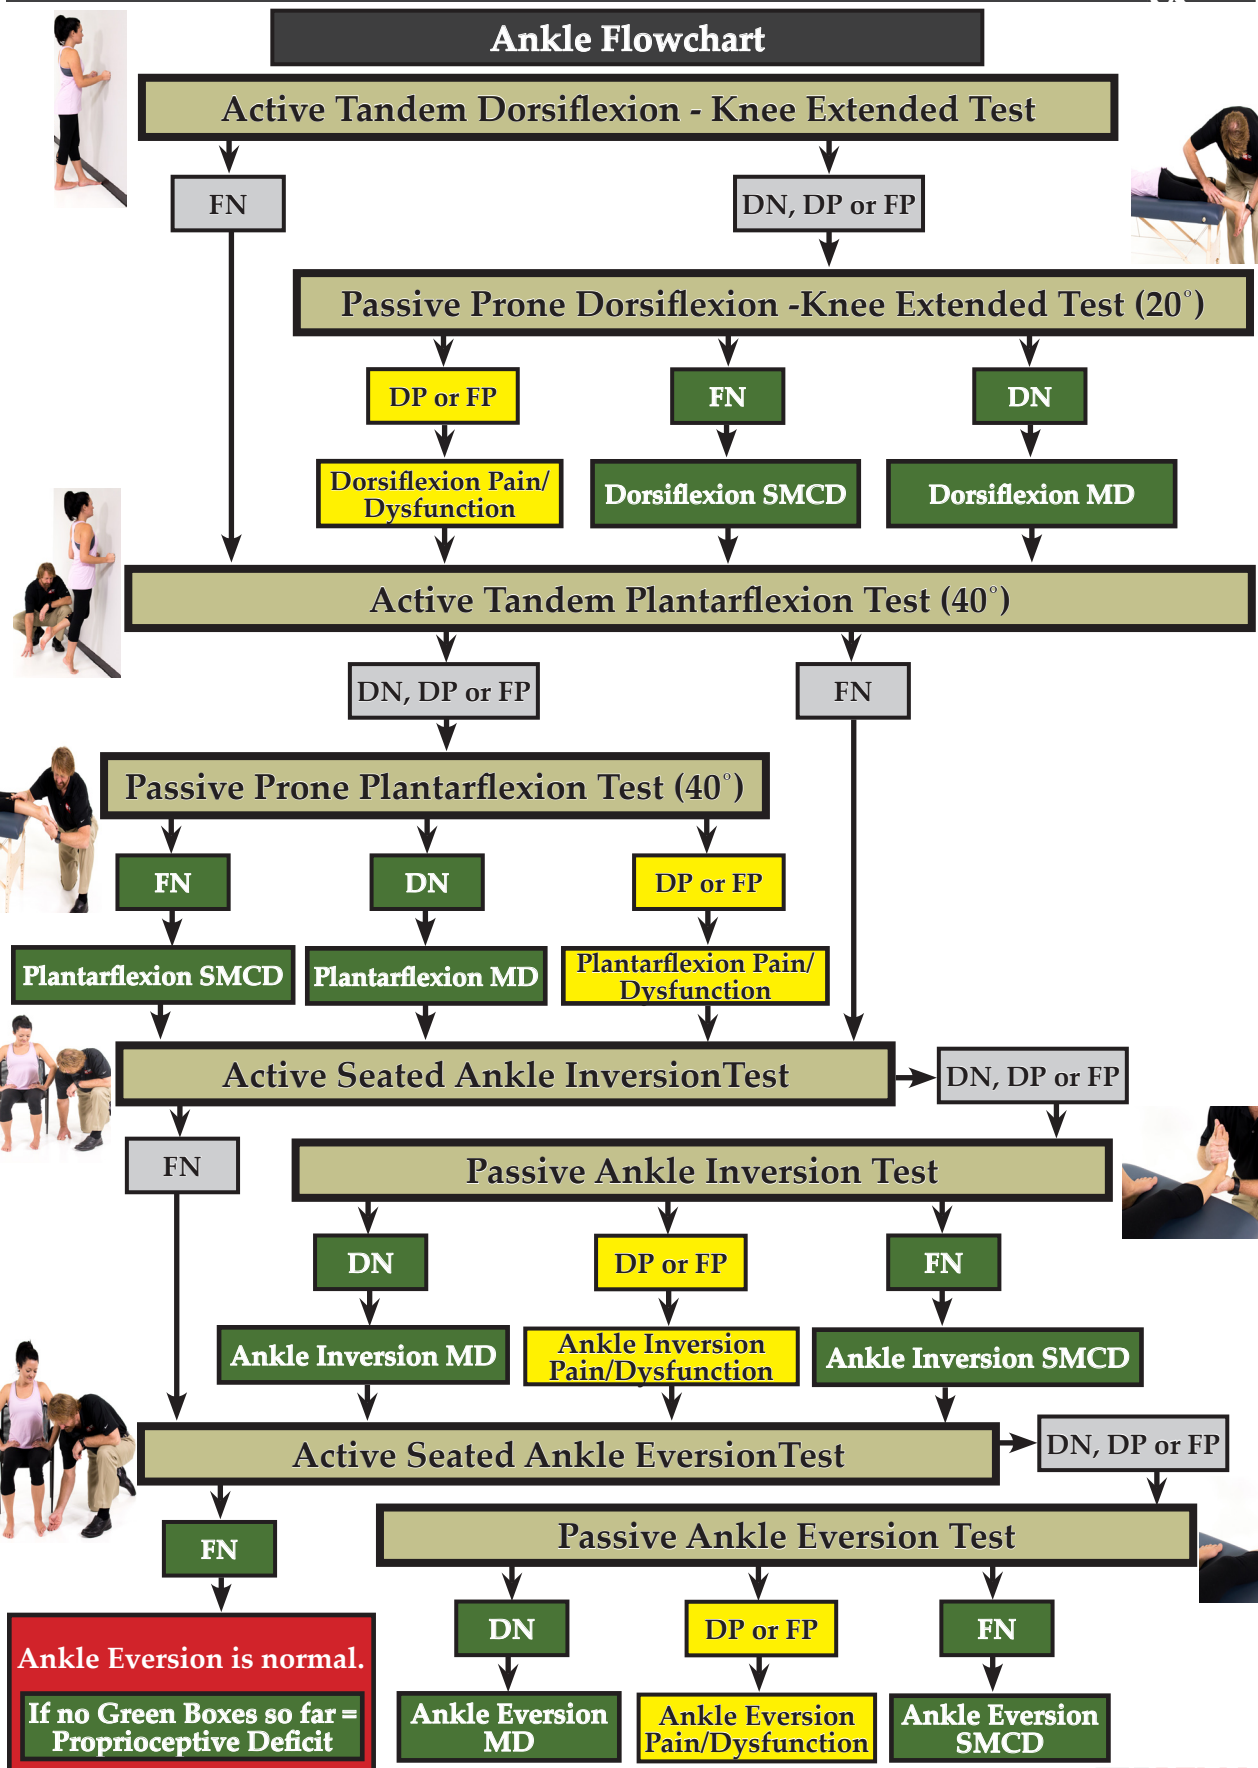 Ankle Flowchart
Active Tandem Dorsiflexion - Knee Extended Test
FN
DN, DP or FP
Passive Prone Dorsiflexion -Knee Extended Test (20°)
DP or FP
FN
DN
Dorsiflexion Pain/
Dysfunction
Dorsiflexion SMCD
Dorsiflexion MD
Active Tandem Plantarflexion Test (40°)
DN, DP or FP
FN
Passive Prone Plantarflexion Test (40°)
FN
DN
DP or FP
Plantarflexion SMCD
Plantarflexion MD
Plantarflexion Pain/
Dysfunction
Active Seated Ankle InversionTest
DN, DP or FP
FN
Passive Ankle Inversion Test
DN
DP or FP
FN
Ankle Inversion MD
Ankle Inversion
Pain/Dysfunction
Ankle Inversion SMCD
Active Seated Ankle EversionTest
DN, DP or FP
FN
Passive Ankle Eversion Test
DN
DP or FP
FN
Ankle Eversion is normal.
If no Green Boxes so far =
Proprioceptive Deficit
Ankle Eversion
MD
Ankle Eversion
Pain/Dysfunction
Ankle Eversion
SMCD